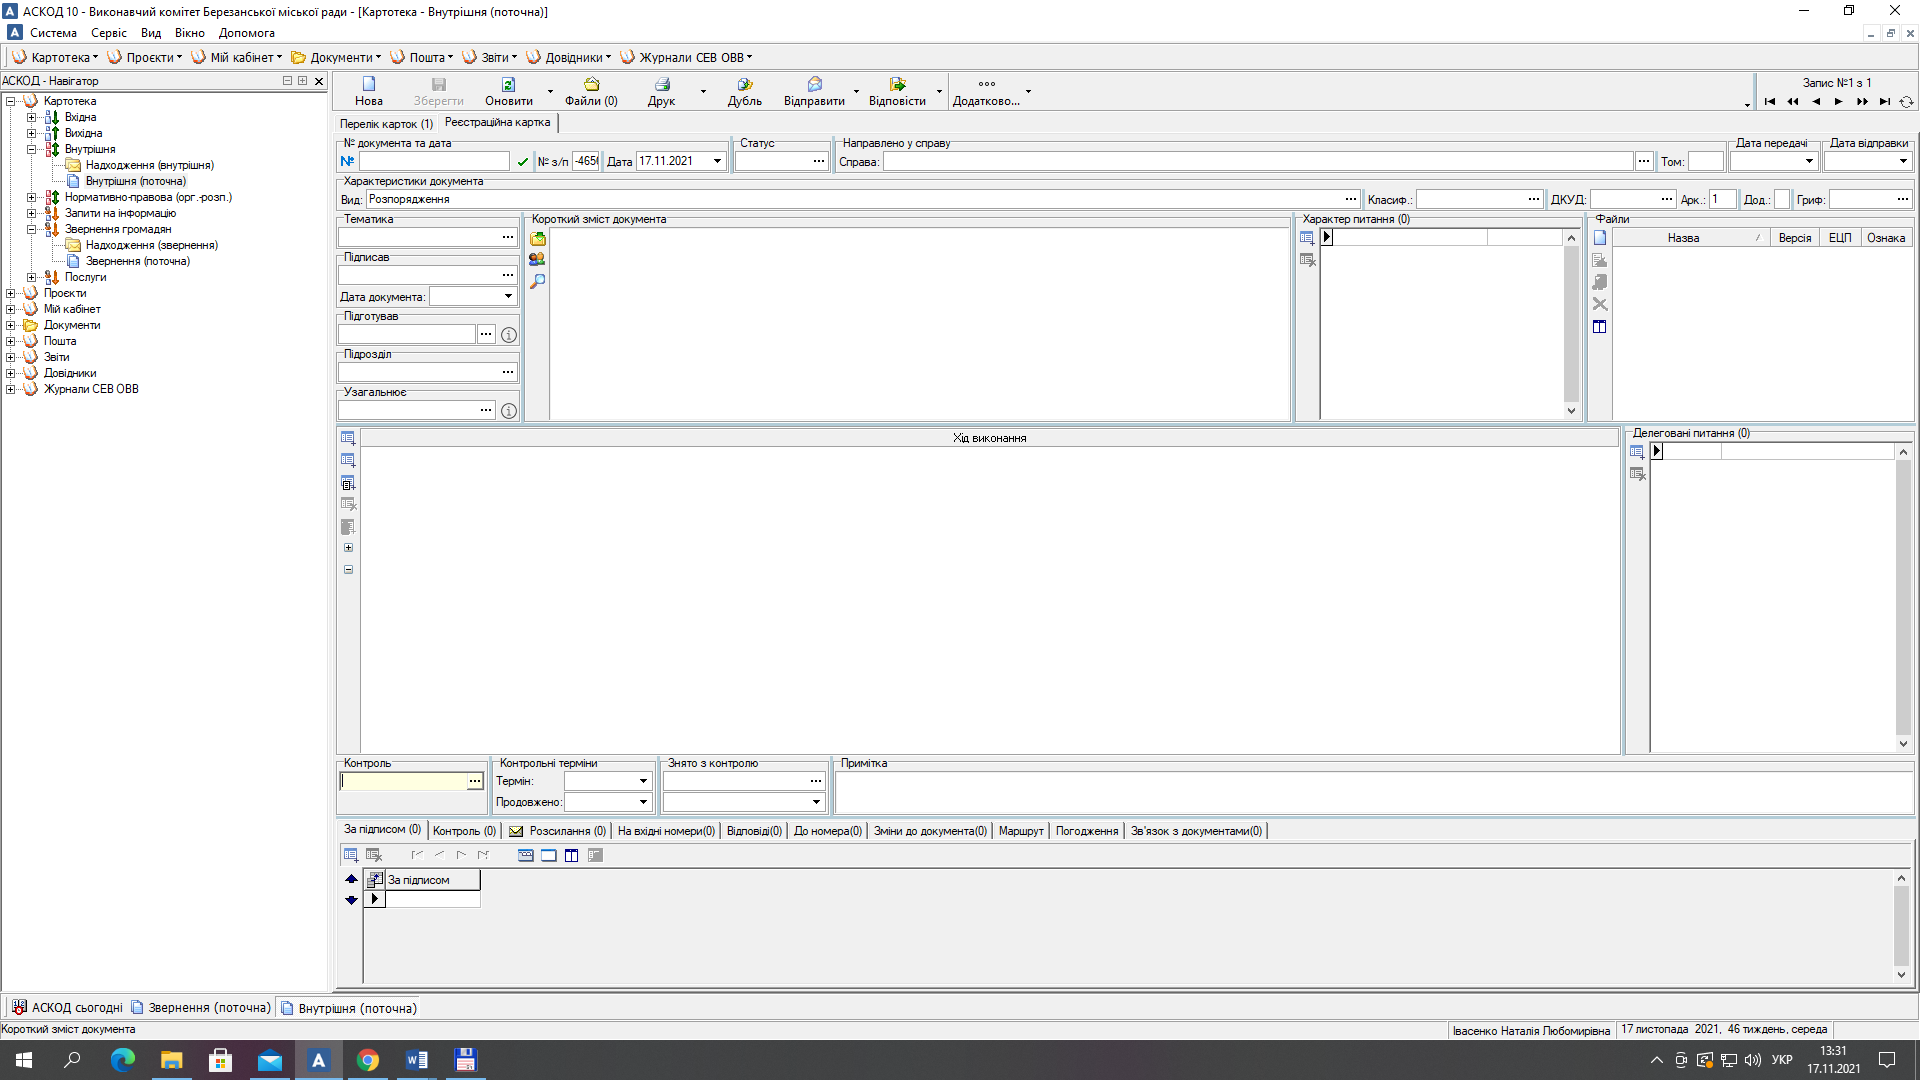 АСКОД 10 - Виконавчий комітет Березанської міської ради - [Картотека - Внутрішня (поточна)]
Система Сервіс Вид Вікно Допомога
Картотека Проєкти Мій кабінет Документи Пошта Звіти Довідники Журнали СЕВ ОВВ
АСКОД - Навігатор
Картотека
Вхідна
Вихідна
Внутрішня
Надходження (внутрішня)
Внутрішня (поточна)
Нормативно-правова (орг.-розп.)
Запити на інформацію
Звернення громадян
Надходження (звернення)
Звернення (поточна)
Послуги
Проєкти
Мій кабінет
Документи
Пошта
Звіти
Довідники
Журнали СЕВ ОВВ
Нова Зберегти Оновити Файли (0) Друк Дубль Відправити Відповісти Додатково...
Запис №1 з 1
Перелік карток (1) Реєстраційна картка
№ документа та дата Статус Направлено у справу Дата передачі Дата відправки
№ № з/п -465 Дата 17.11.2021 Справа: Том:
Характеристики документа
Вид: Розпорядження Класиф.: ДКУД: Арк.: 1 Дод.: Гриф:
Тематика Короткий зміст документа Характер питання (0) Файли
Назва Версія ЕЦП Ознака
Підписав
Дата документа:
Підготував
Підрозділ
Узагальнює
Хід виконання Делеговані питання (0)
Контроль Контрольні терміни Знято з контролю Примітка
Термін:
Продовжено:
За підписом (0) Контроль (0) Розсилання (0) На вхідні номери(0) Відповіді(0) До номера(0) Зміни до документа(0) Маршрут Погодження Зв'язок з документами(0)
За підписом
АСКОД сьогодні Звернення (поточна) Внутрішня (поточна)
Короткий зміст документа Івасенко Наталія Любомирівна 17 листопада 2021, 46 тиждень, середа
УКР 13:31
17.11.2021